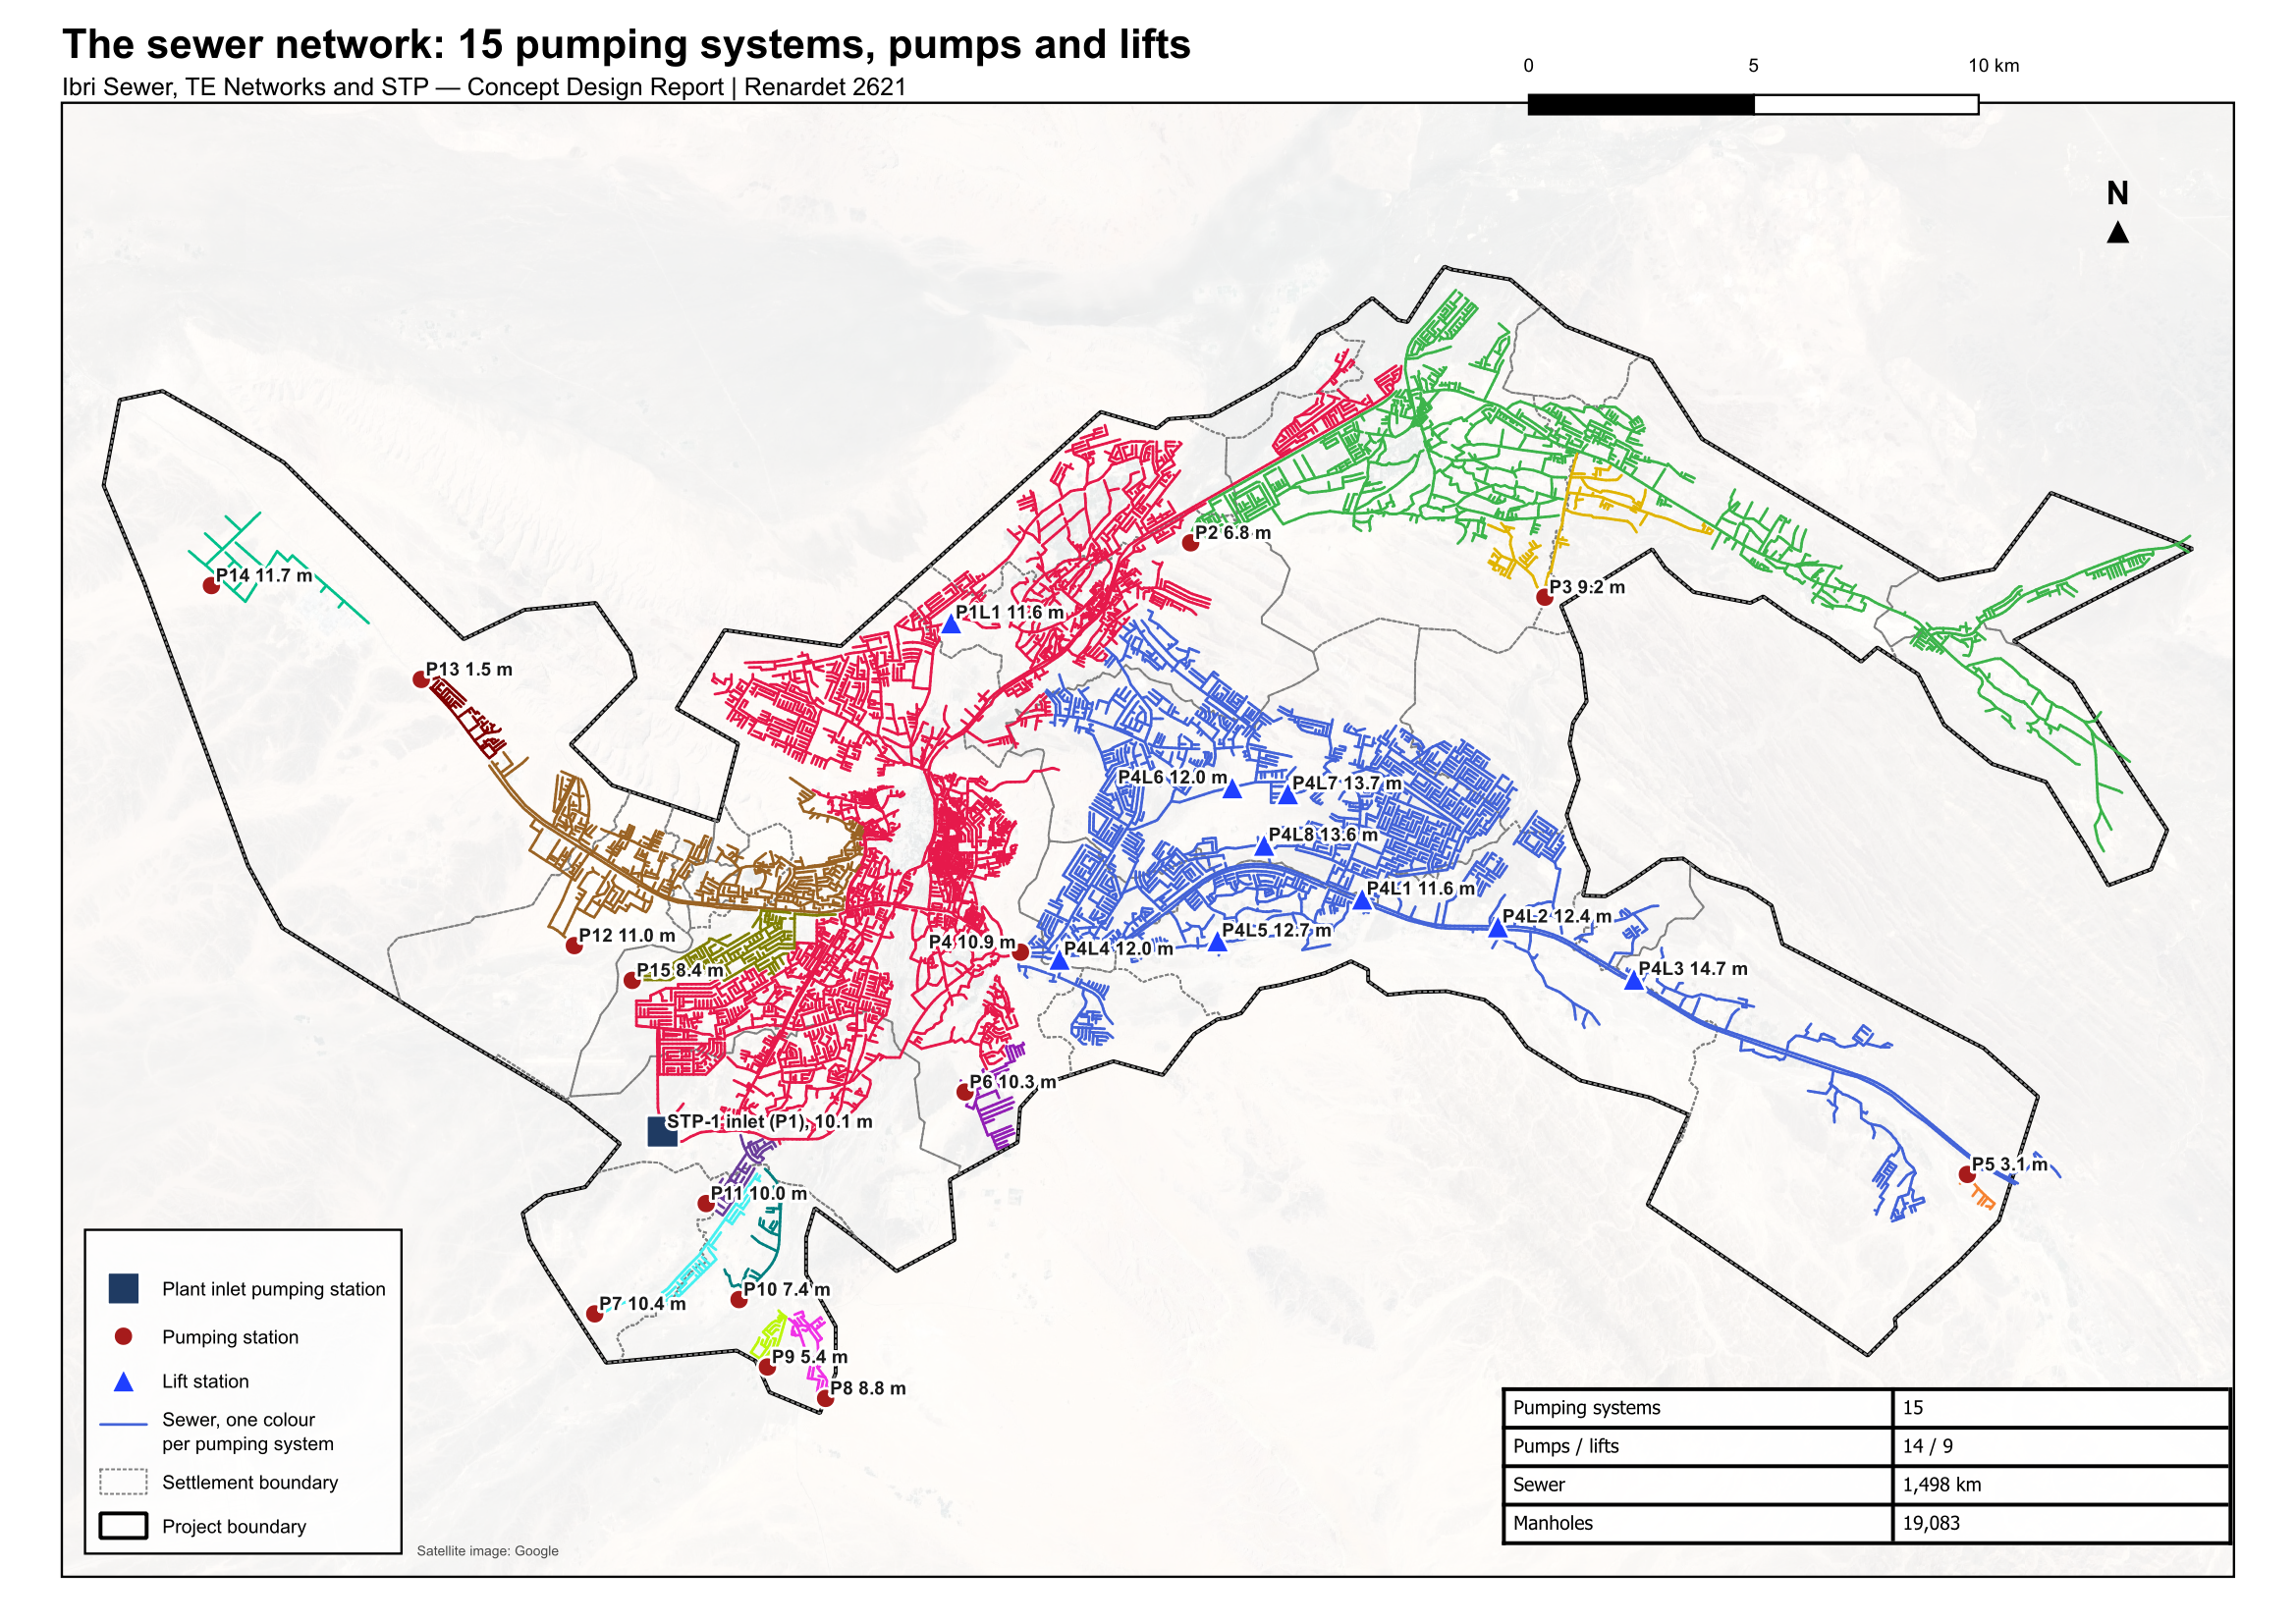 The sewer network: 15 pumping systems, pumps and lifts
Ibri Sewer, TE Networks and STP — Concept Design Report | Renardet 2621
0 5 10 km
N
P2 6.8 m
P14 11.7 m
P3 9.2 m
P1L1 11.6 m
P13 1.5 m
P4L6 12.0 m
P4L7 13.7 m
P4L8 13.6 m
P4L1 11.6 m
P4L2 12.4 m
P12 11.0 m
P4 10.9 m
P4L4 12.0 m
P4L5 12.7 m
P15 8.4 m
P4L3 14.7 m
P6 10.3 m
STP-1 inlet (P1), 10.1 m
P5 3.1 m
P11 10.0 m
P10 7.4 m
P7 10.4 m
P9 5.4 m
P8 8.8 m
Plant inlet pumping station
Pumping station
Lift station
Sewer, one colour
per pumping system
Settlement boundary
Project boundary
Satellite image: Google
Pumping systems 15
Pumps / lifts 14 / 9
Sewer 1,498 km
Manholes 19,083